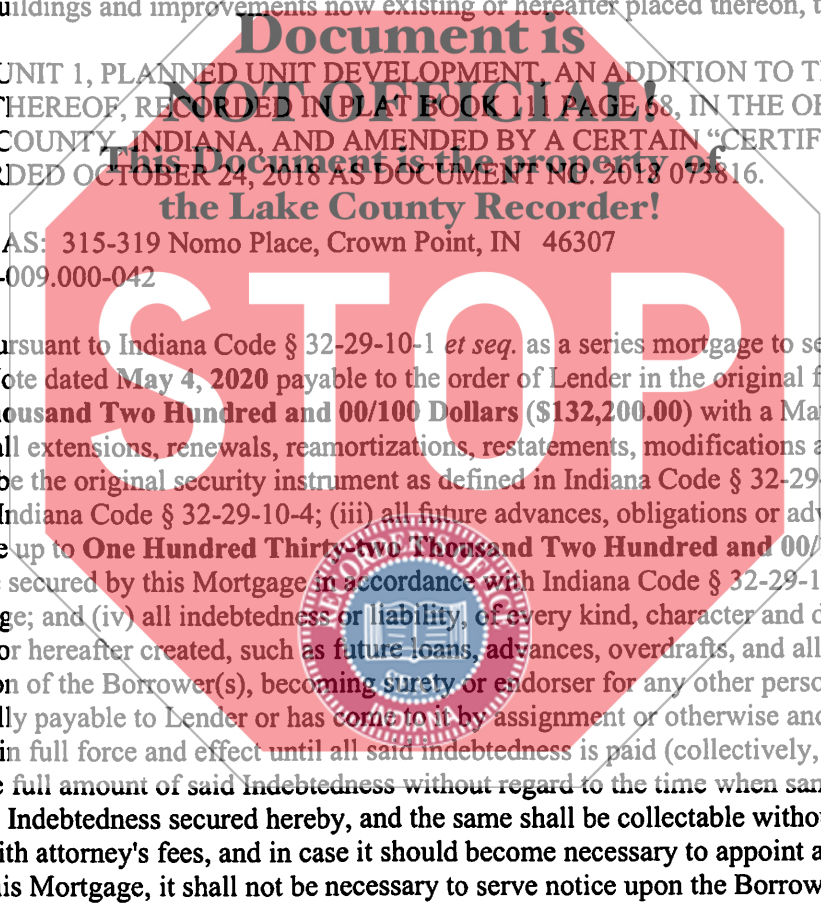 uildings and improvements now existing or hereafter placed thereon, t
Document is
UNIT 1, PLANNED UNIT DEVELOPMENT, AN ADDITION TO T
NOT OFFICIAL!
HEREOF, RECORDED IN PLAT BOOK 111 PAGE 68, IN THE OF
COUNTY, INDIANA, AND AMENDED BY A CERTAIN “CERTIF
This Document is the property of
DED OCTOBER 24, 2018 AS DOCUMENT NO. 2018 073816.
the Lake County Recorder!
AS: 315-319 Nomo Place, Crown Point, IN 46307
-009.000-042
STOP
ursuant to Indiana Code § 32-29-10-1 et seq. as a series mortgage to se
ote dated May 4, 2020 payable to the order of Lender in the original f
ousand Two Hundred and 00/100 Dollars ($132,200.00) with a Ma
all extensions, renewals, reamortizations, restatements, modifications a
be the original security instrument as defined in Indiana Code § 32-29-
Indiana Code § 32-29-10-4; (iii) all future advances, obligations or adv
e up to One Hundred Thirty-two Thousand Two Hundred and 00/
secured by this Mortgage in accordance with Indiana Code § 32-29-1
ge; and (iv) all indebtedness or liability, of every kind, character and d
or hereafter created, such as future loans, advances, overdrafts, and all
n of the Borrower(s), becoming surety or endorser for any other perso
lly payable to Lender or has come to it by assignment or otherwise and
in full force and effect until all said indebtedness is paid (collectively,
e full amount of said Indebtedness without regard to the time when sam
Indebtedness secured hereby, and the same shall be collectable withou
ith attorney's fees, and in case it should become necessary to appoint a
is Mortgage, it shall not be necessary to serve notice upon the Borrow